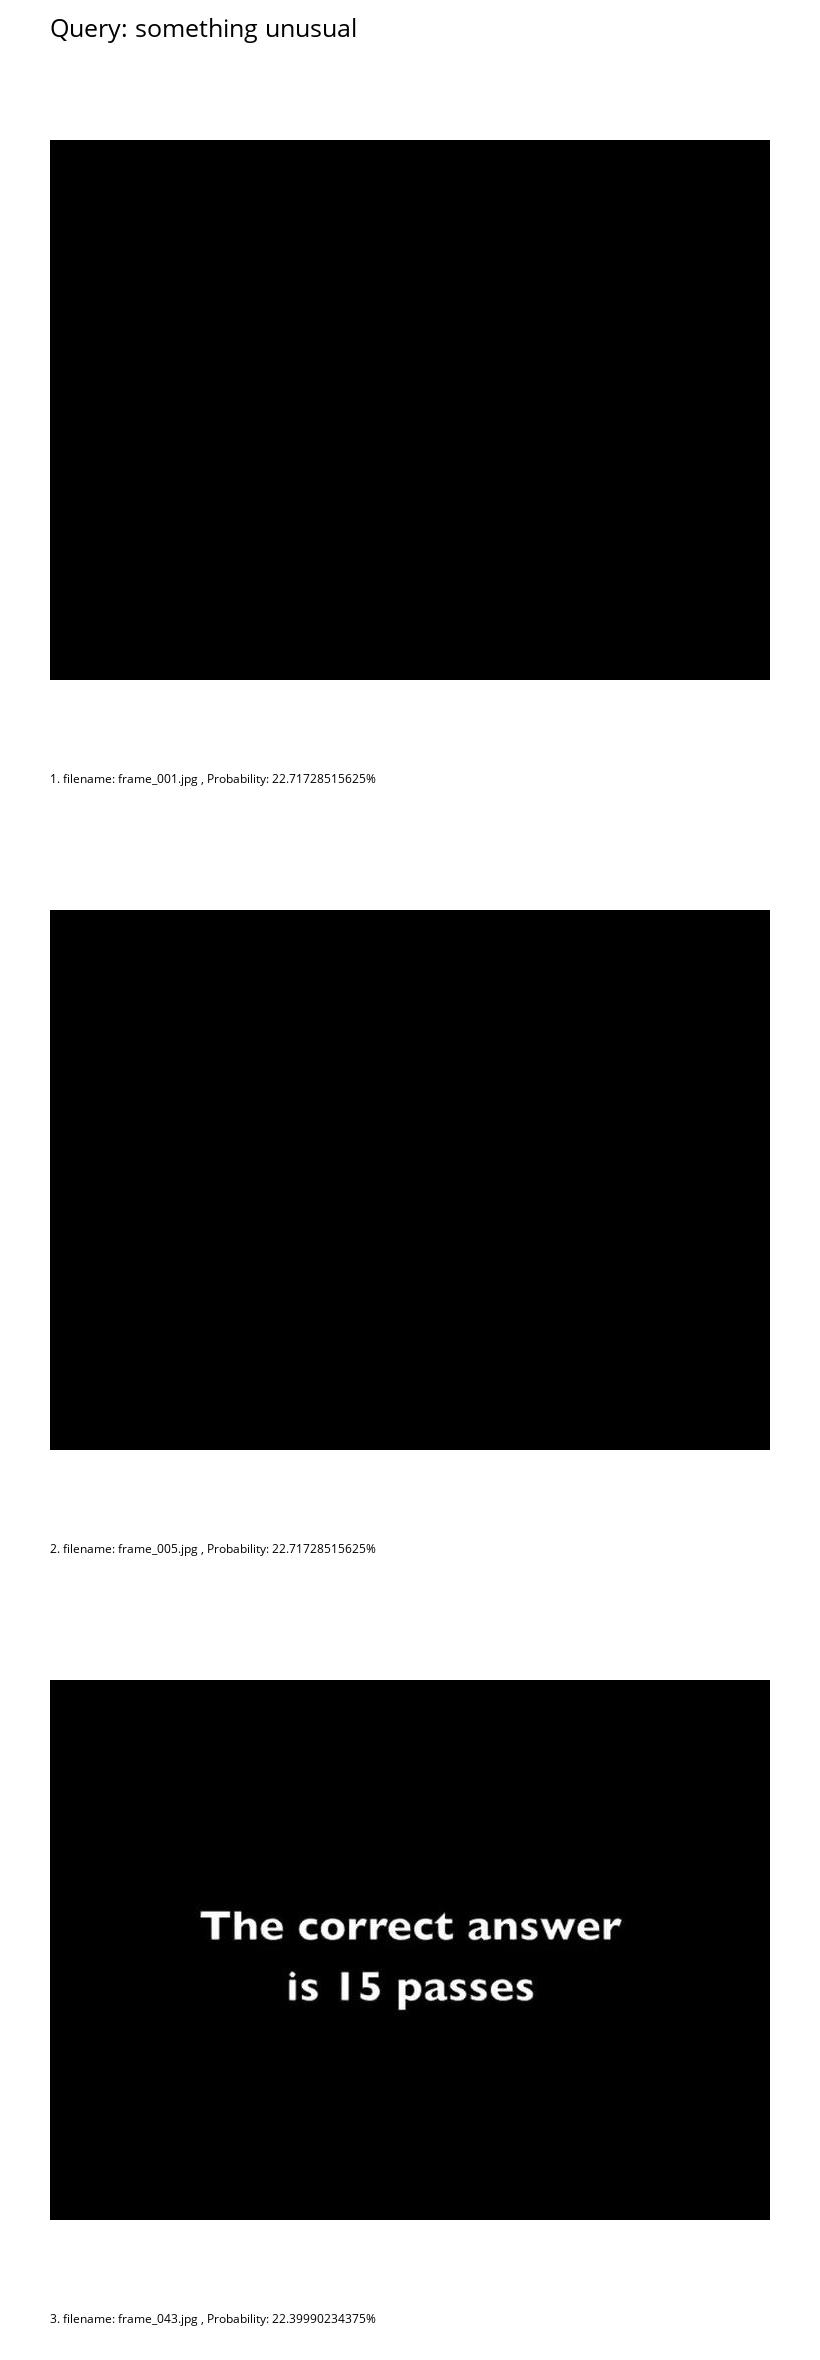 Query: something unusual
1. filename: frame_001.jpg , Probability: 22.71728515625%
2. filename: frame_005.jpg , Probability: 22.71728515625%
The correct answer
is 15 passes
3. filename: frame_043.jpg , Probability: 22.39990234375%